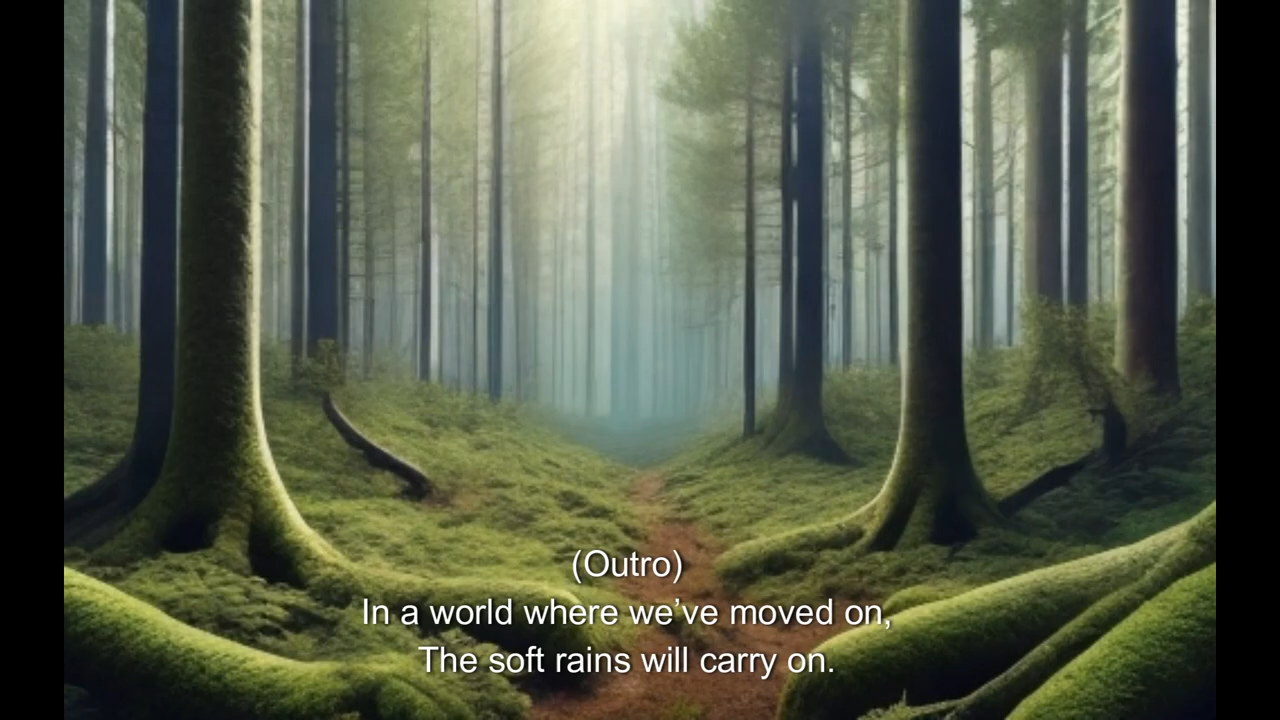 (Outro)
In a world where we’ve moved on,
The soft rains will carry on.